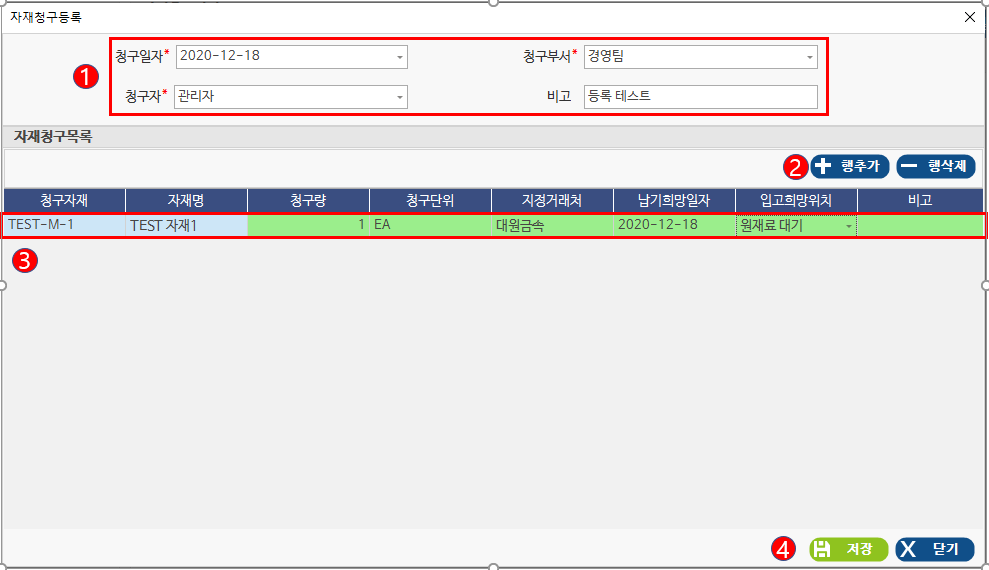 자재청구등록
청구일자* 2020-12-18 청구부서* 경영팀
1
청구자* 관리자 비고 등록 테스트
자재청구목록
2 행추가 행삭제
청구자재 자재명 청구량 청구단위 지정거래처 납기희망일자 입고희망위치 비고
TEST-M-1 TEST 자재1 1 EA 대원금속 2020-12-18 원재료 대기
3
4 저장 X 닫기